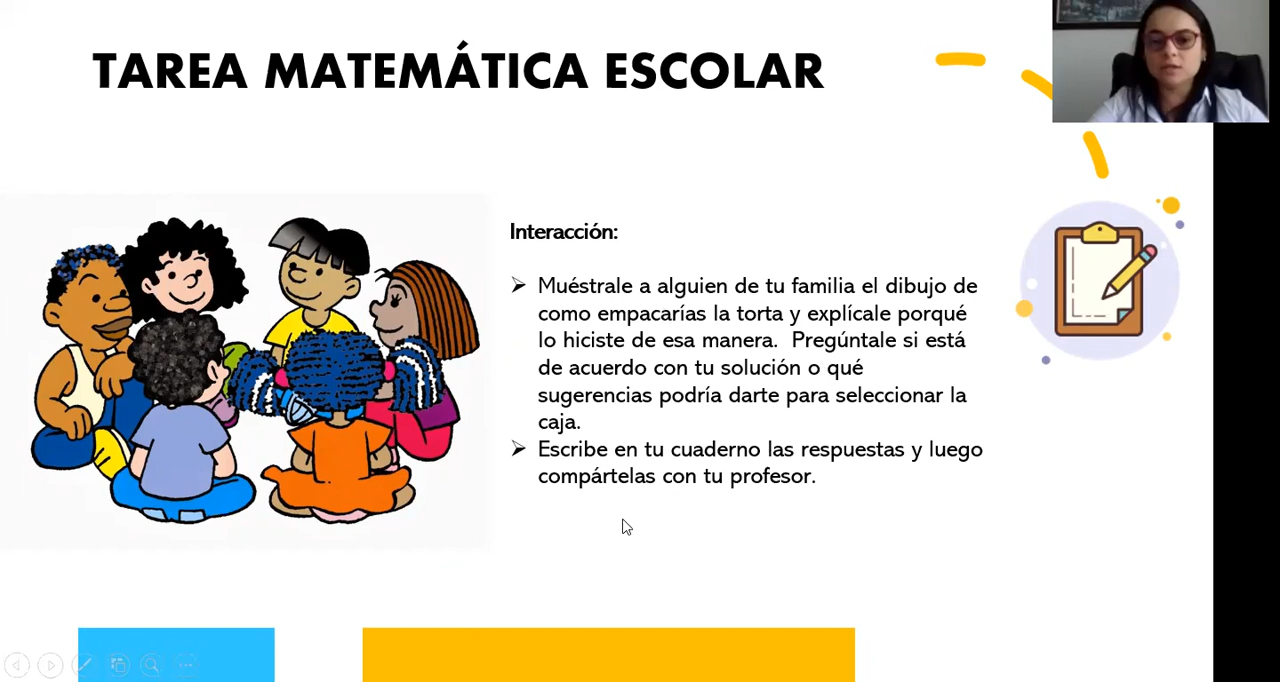 TAREA MATEMÁTICA ESCOLAR
Interacción:
Muéstrale a alguien de tu familia el dibujo de
como empacarías la torta y explícale porqué
lo hiciste de esa manera. Pregúntale si está
de acuerdo con tu solución o qué
sugerencias podría darte para seleccionar la
caja.
Escribe en tu cuaderno las respuestas y luego
compártelas con tu profesor.